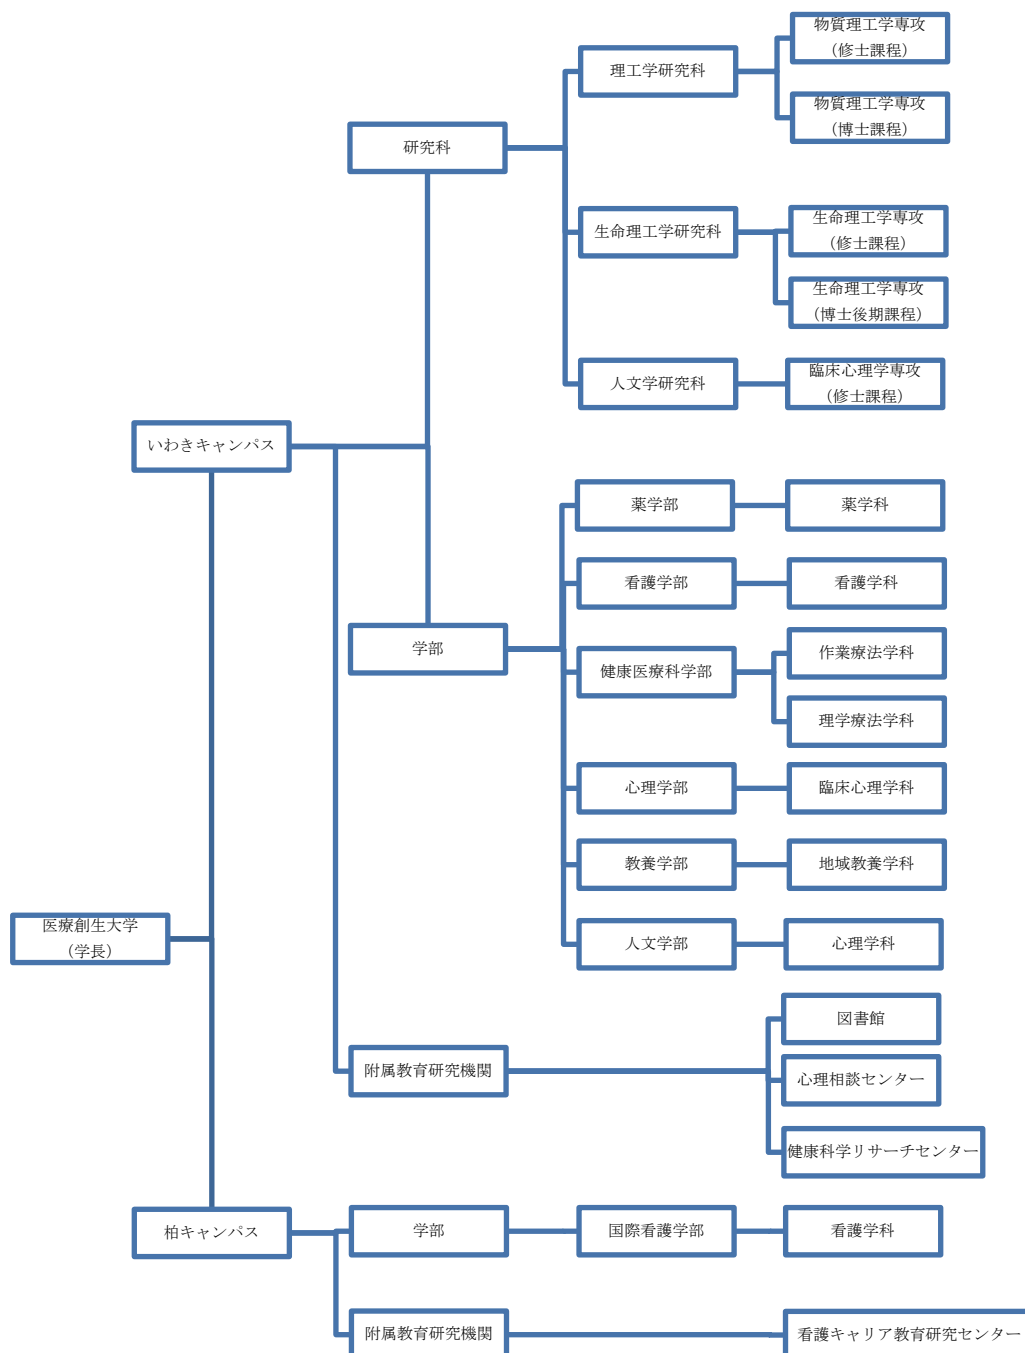 物質理工学専攻
（修士課程）
理工学研究科
物質理工学専攻
（博士課程）
研究科
生命理工学専攻
（修士課程）
生命理工学研究科
生命理工学専攻
（博士後期課程）
人文学研究科
臨床心理学専攻
（修士課程）
いわきキャンパス
薬学部
薬学科
看護学部
看護学科
学部
作業療法学科
健康医療科学部
理学療法学科
心理学部
臨床心理学科
教養学部
地域教養学科
医療創生大学
（学長）
人文学部
心理学科
図書館
附属教育研究機関
心理相談センター
健康科学リサーチセンター
柏キャンパス
学部
国際看護学部
看護学科
附属教育研究機関
看護キャリア教育研究センター